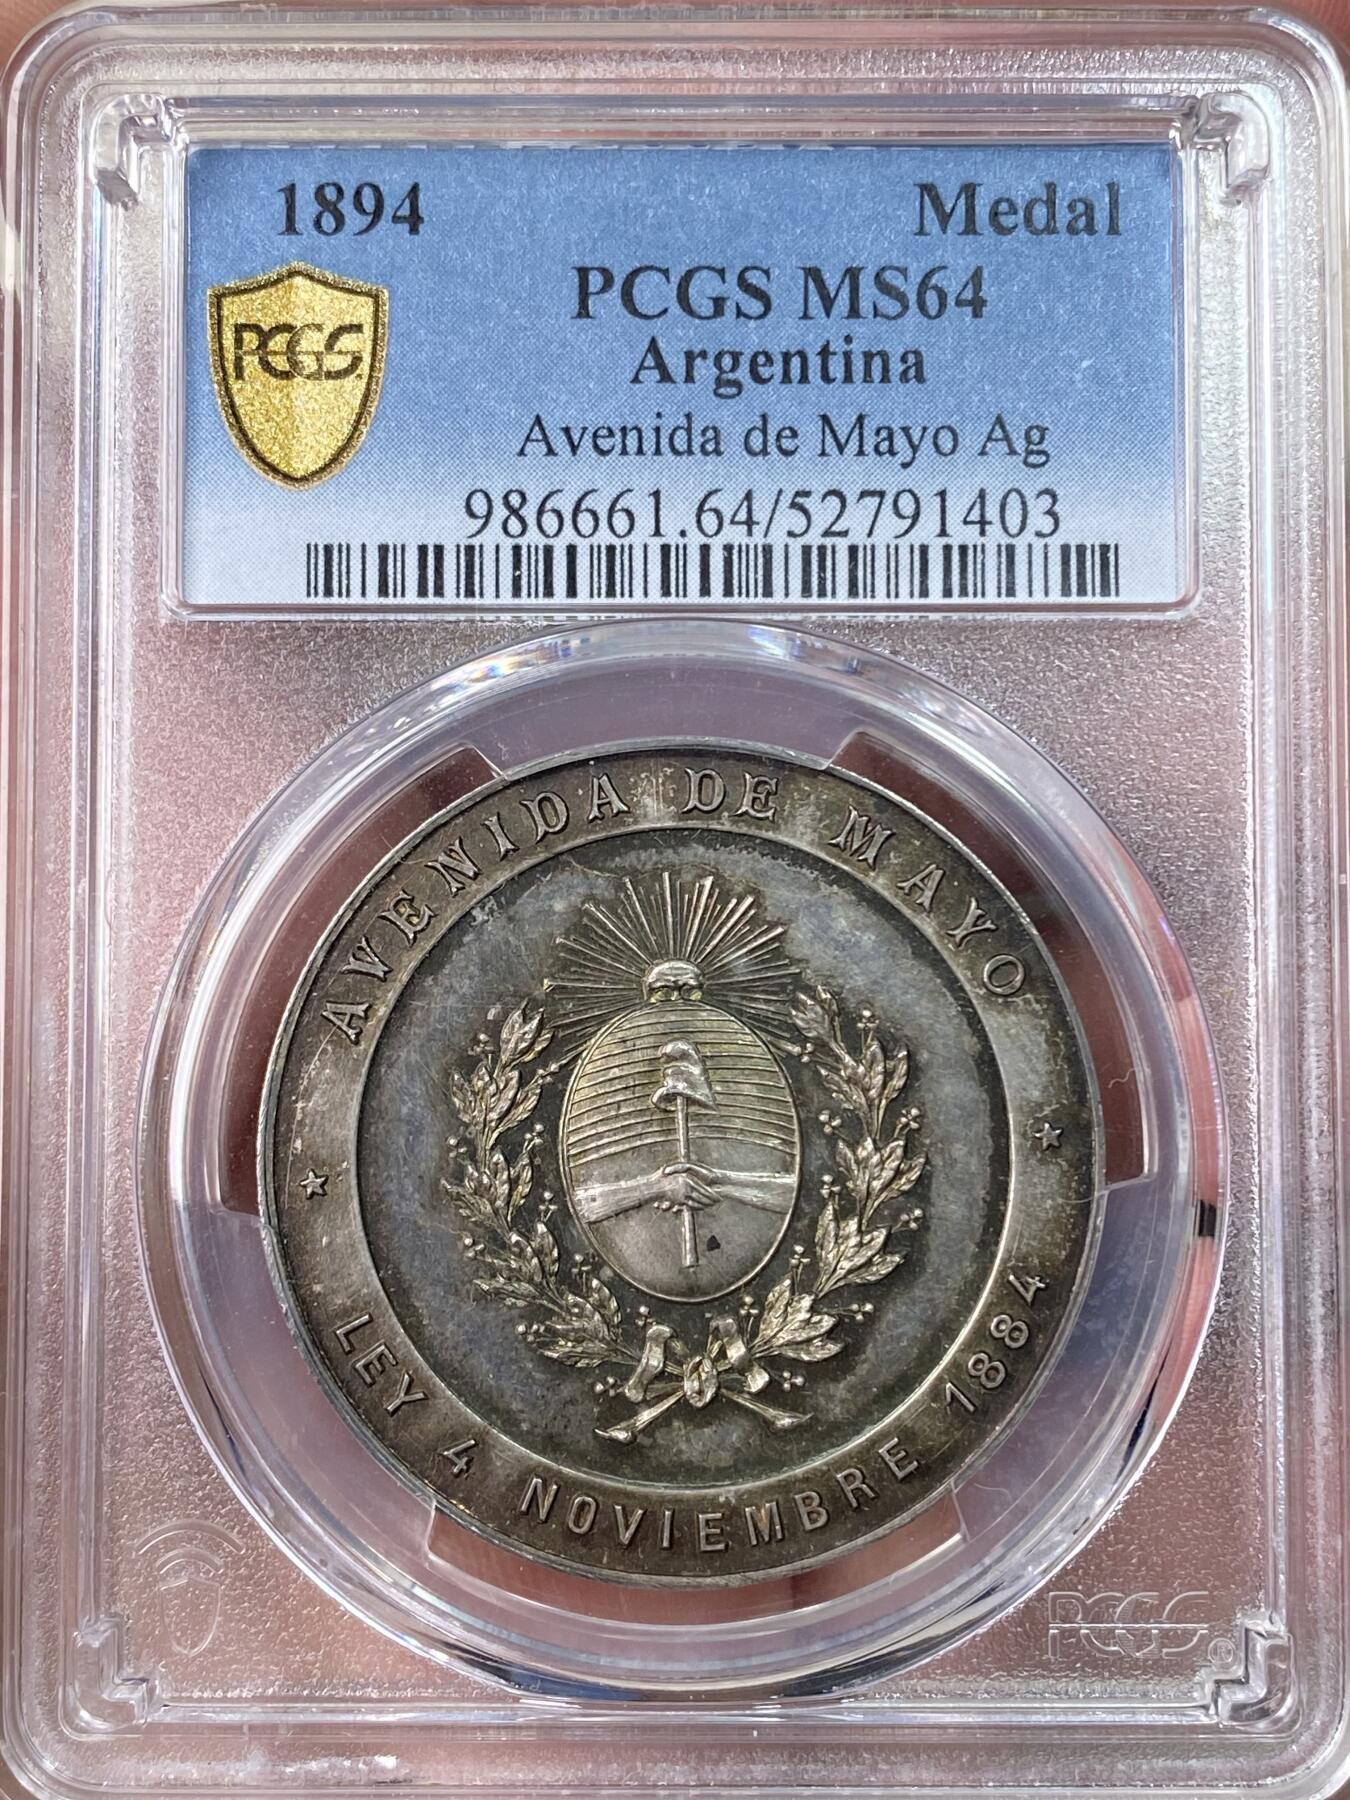 1894 Medal
PCGS
PCGS MS64
Argentina
Avenida de Mayo Ag
986661.64/52791403
AVENIDA DE MAYO
LEY 4 NOVIEMBRE 1884
PCGS®